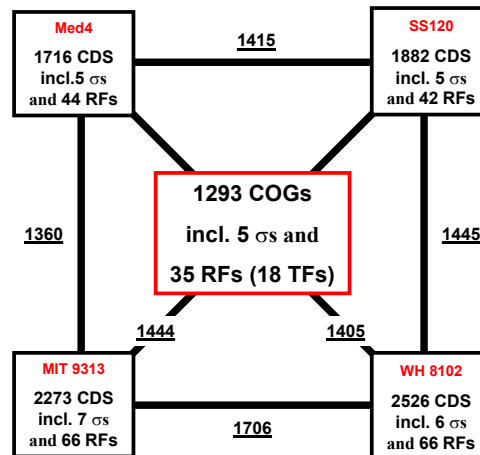 Med4
1716 CDS
incl.5 σs
and 44 RFs
1415
SS120
1882 CDS
incl. 5 σs
and 42 RFs
1293 COGs
incl. 5 σs and
35 RFs (18 TFs)
1360
1445
1444
1405
MIT 9313
2273 CDS
incl. 7 σs
and 66 RFs
1706
WH 8102
2526 CDS
incl. 6 σs
and 66 RFs